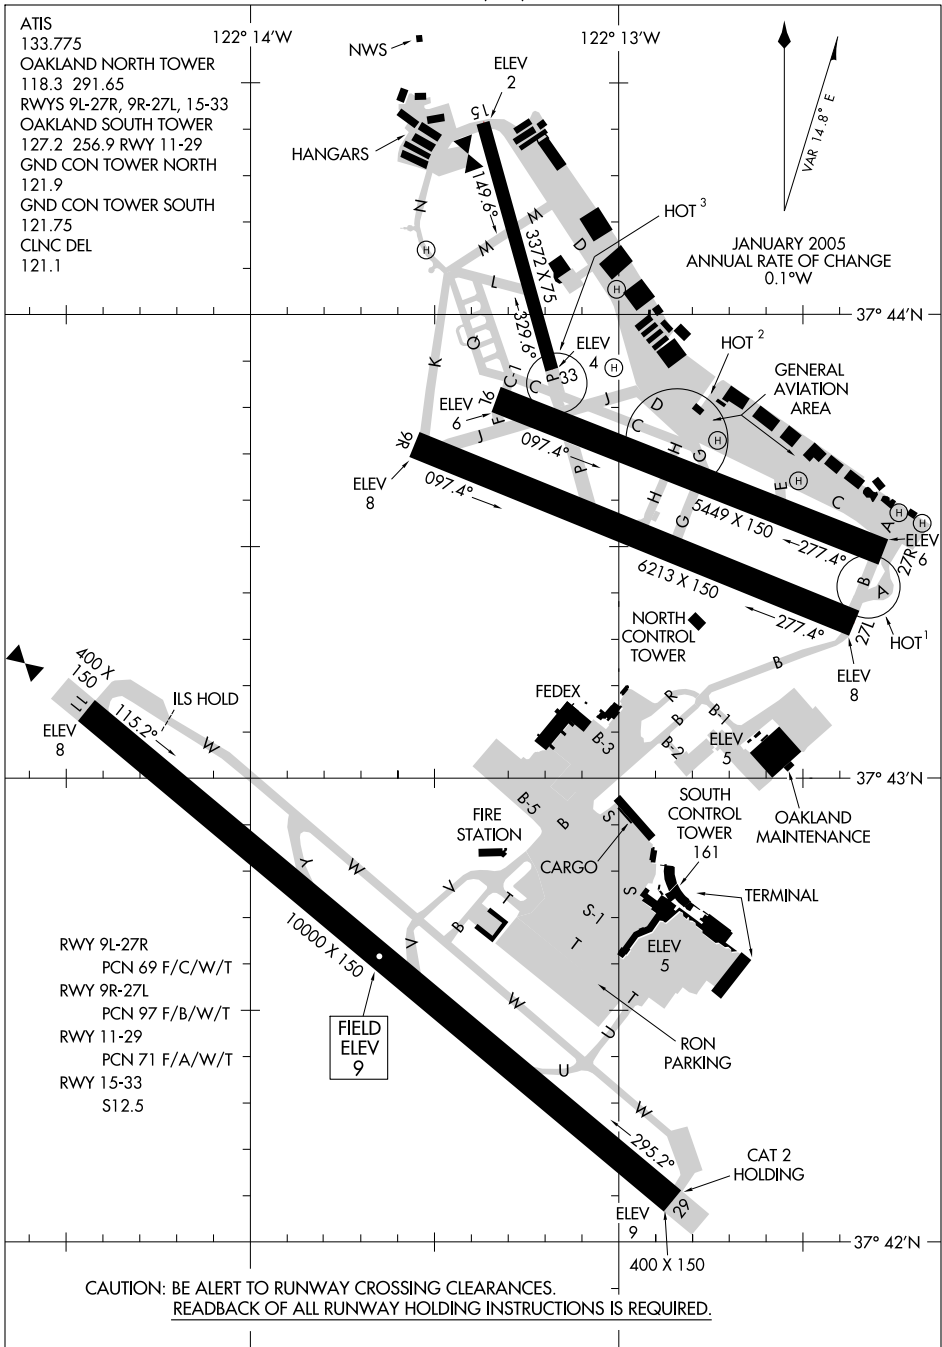 ATIS
133.775
OAKLAND NORTH TOWER
118.3 291.65
RWYS 9L-27R, 9R-27L, 15-33
OAKLAND SOUTH TOWER
127.2 256.9 RWY 11-29
GND CON TOWER NORTH
121.9
GND CON TOWER SOUTH
121.75
CLNC DEL
121.1
122° 14'W
122° 13'W
NWS
ELEV
2
HANGARS
15
VAR 14.8° E
JANUARY 2005
ANNUAL RATE OF CHANGE
0.1°W
HOT 3
149.6°
3372 X 75
329.6°
N
M
M
D
L
H
H
37° 44'N
K
Q
C-1
C
P
33
ELEV
4
H
HOT 2
GENERAL
AVIATION
AREA
ELEV
6
9L
9R
F
J
J
D
C
H
G
H
ELEV
8
097.4°
097.4°
P
H
G
E
H
C
A
H
H
5449 X 150
277.4°
27R
ELEV
6
6213 X 150
277.4°
B
A
27L
HOT 1
NORTH
CONTROL
TOWER
B
ELEV
8
400 X
150
11
ELEV
8
115.2°
ILS HOLD
W
FEDEX
R
B
B-1
B-2
B-3
ELEV
5
37° 43'N
OAKLAND
MAINTENANCE
SOUTH
CONTROL
TOWER
161
B-5
B
S
FIRE
STATION
CARGO
TERMINAL
Y
W
V
T
B
V
S
S-1
T
ELEV
5
10000 X 150
RWY 9L-27R
PCN 69 F/C/W/T
RWY 9R-27L
PCN 97 F/B/W/T
RWY 11-29
PCN 71 F/A/W/T
RWY 15-33
S12.5
FIELD
ELEV
9
W
T
U
U
RON
PARKING
W
295.2°
CAT 2
HOLDING
29
ELEV
9
37° 42'N
400 X 150
CAUTION: BE ALERT TO RUNWAY CROSSING CLEARANCES.
READBACK OF ALL RUNWAY HOLDING INSTRUCTIONS IS REQUIRED.